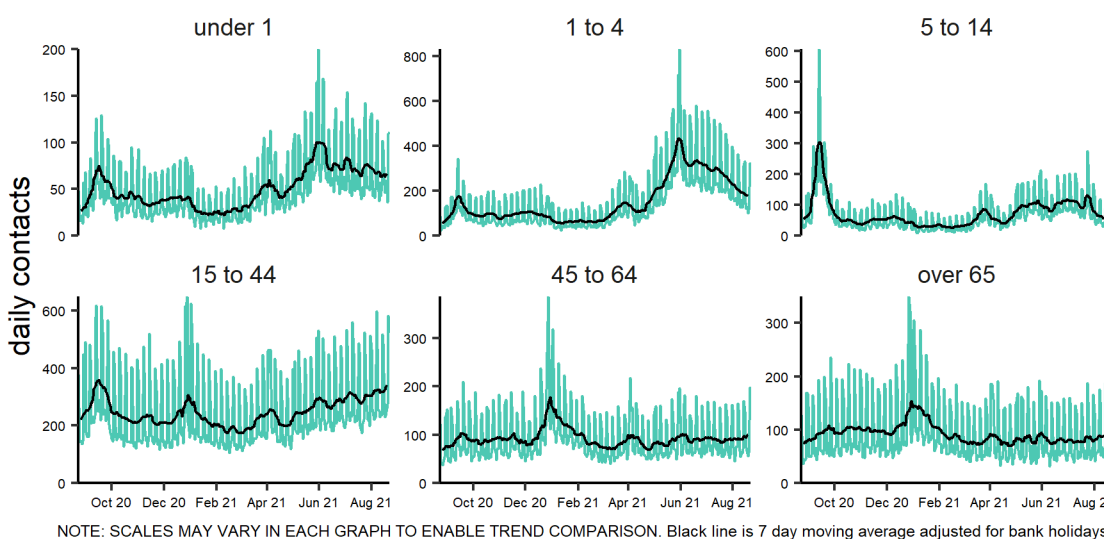 under 1
1 to 4
5 to 14
200
150
100
50
0
800
600
400
200
0
600
500
400
300
200
100
0
daily contacts
15 to 44
45 to 64
over 65
600
400
200
0
300
200
100
0
300
200
100
0
Oct 20 Dec 20 Feb 21 Apr 21 Jun 21 Aug 21
Oct 20 Dec 20 Feb 21 Apr 21 Jun 21 Aug 21
Oct 20 Dec 20 Feb 21 Apr 21 Jun 21 Aug
NOTE: SCALES MAY VARY IN EACH GRAPH TO ENABLE TREND COMPARISON. Black line is 7 day moving average adjusted for bank holidays